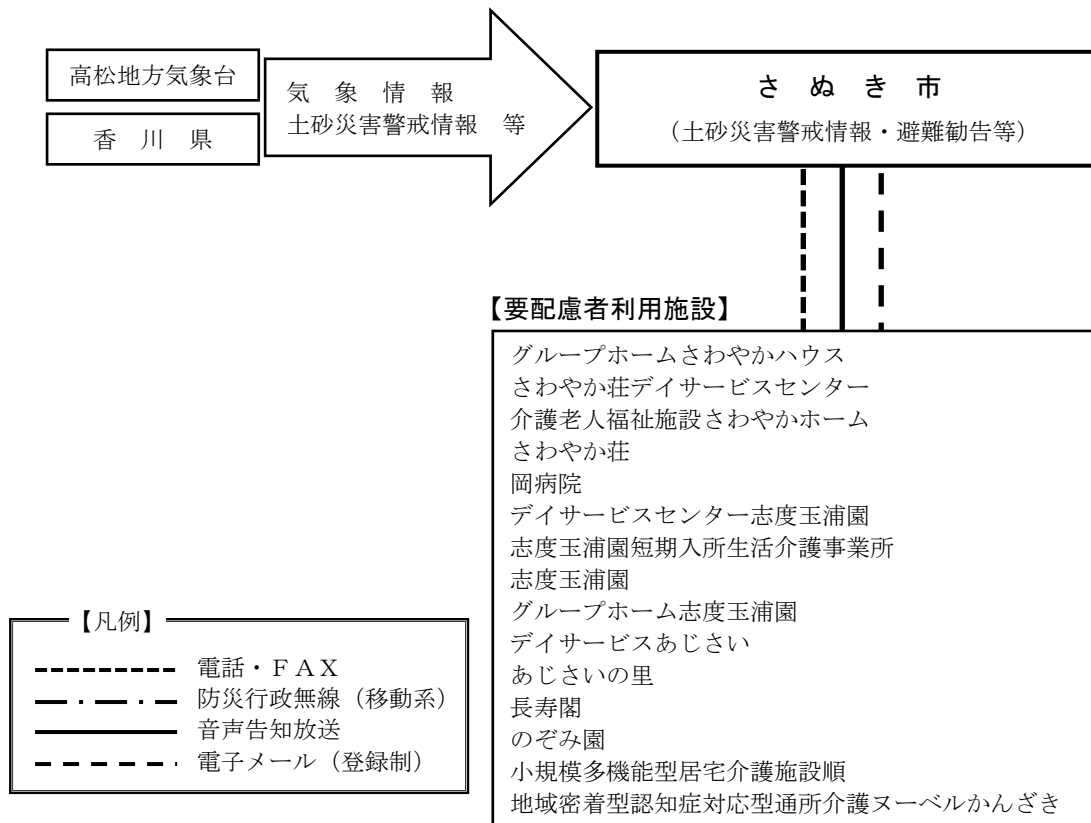 高松地方気象台
香 川 県
気 象 情 報
土砂災害警戒情報 等
さ ぬ き 市
(土砂災害警戒情報・避難勧告等)
【要配慮者利用施設】
グループホームさわやかハウス
さわやか荘デイサービスセンター
介護老人福祉施設さわやかホーム
さわやか荘
岡病院
デイサービスセンター志度玉浦園
志度玉浦園短期入所生活介護事業所
志度玉浦園
グループホーム志度玉浦園
デイサービスあじさい
あじさいの里
長寿閣
のぞみ園
小規模多機能型居宅介護施設順
地域密着型認知症対応型通所介護ヌーベルかんざき
【凡例】
電話・FAX
防災行政無線(移動系)
音声告知放送
電子メール(登録制)